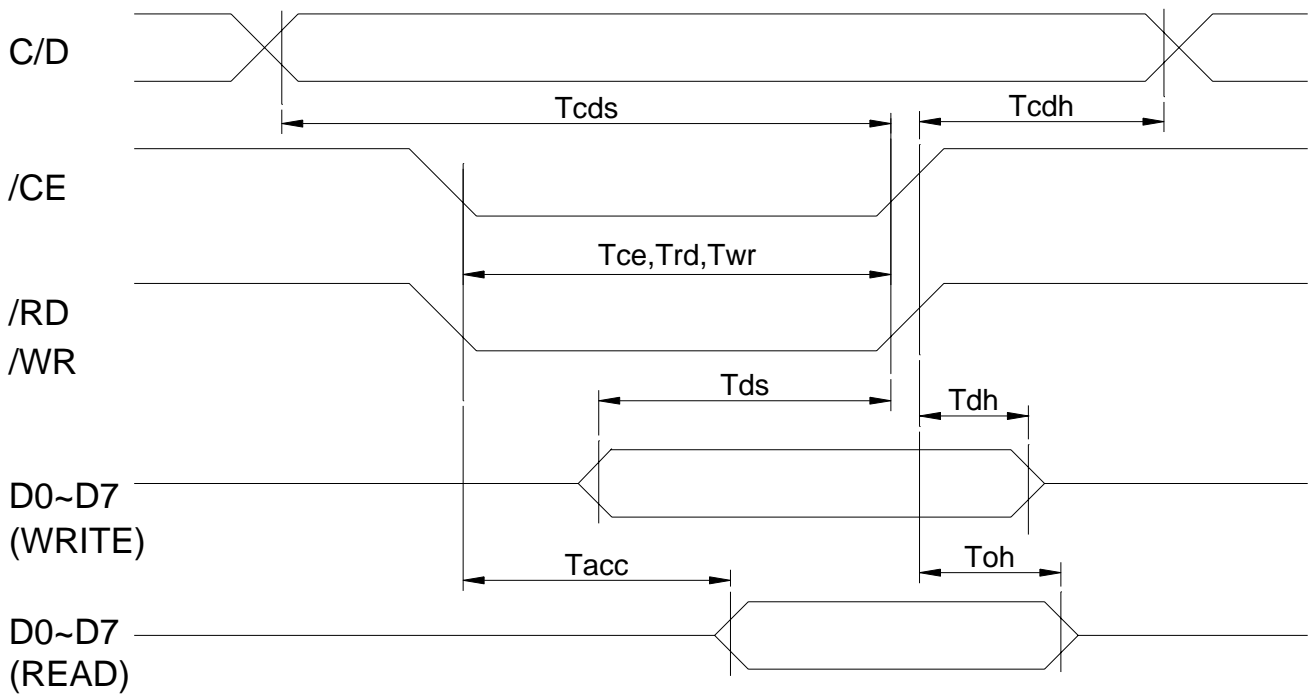 C/D
Tcds
Tcdh
/CE
Tce,Trd,Twr
/RD
/WR
Tds
Tdh
D0~D7
(WRITE)
Tacc
Toh
D0~D7
(READ)